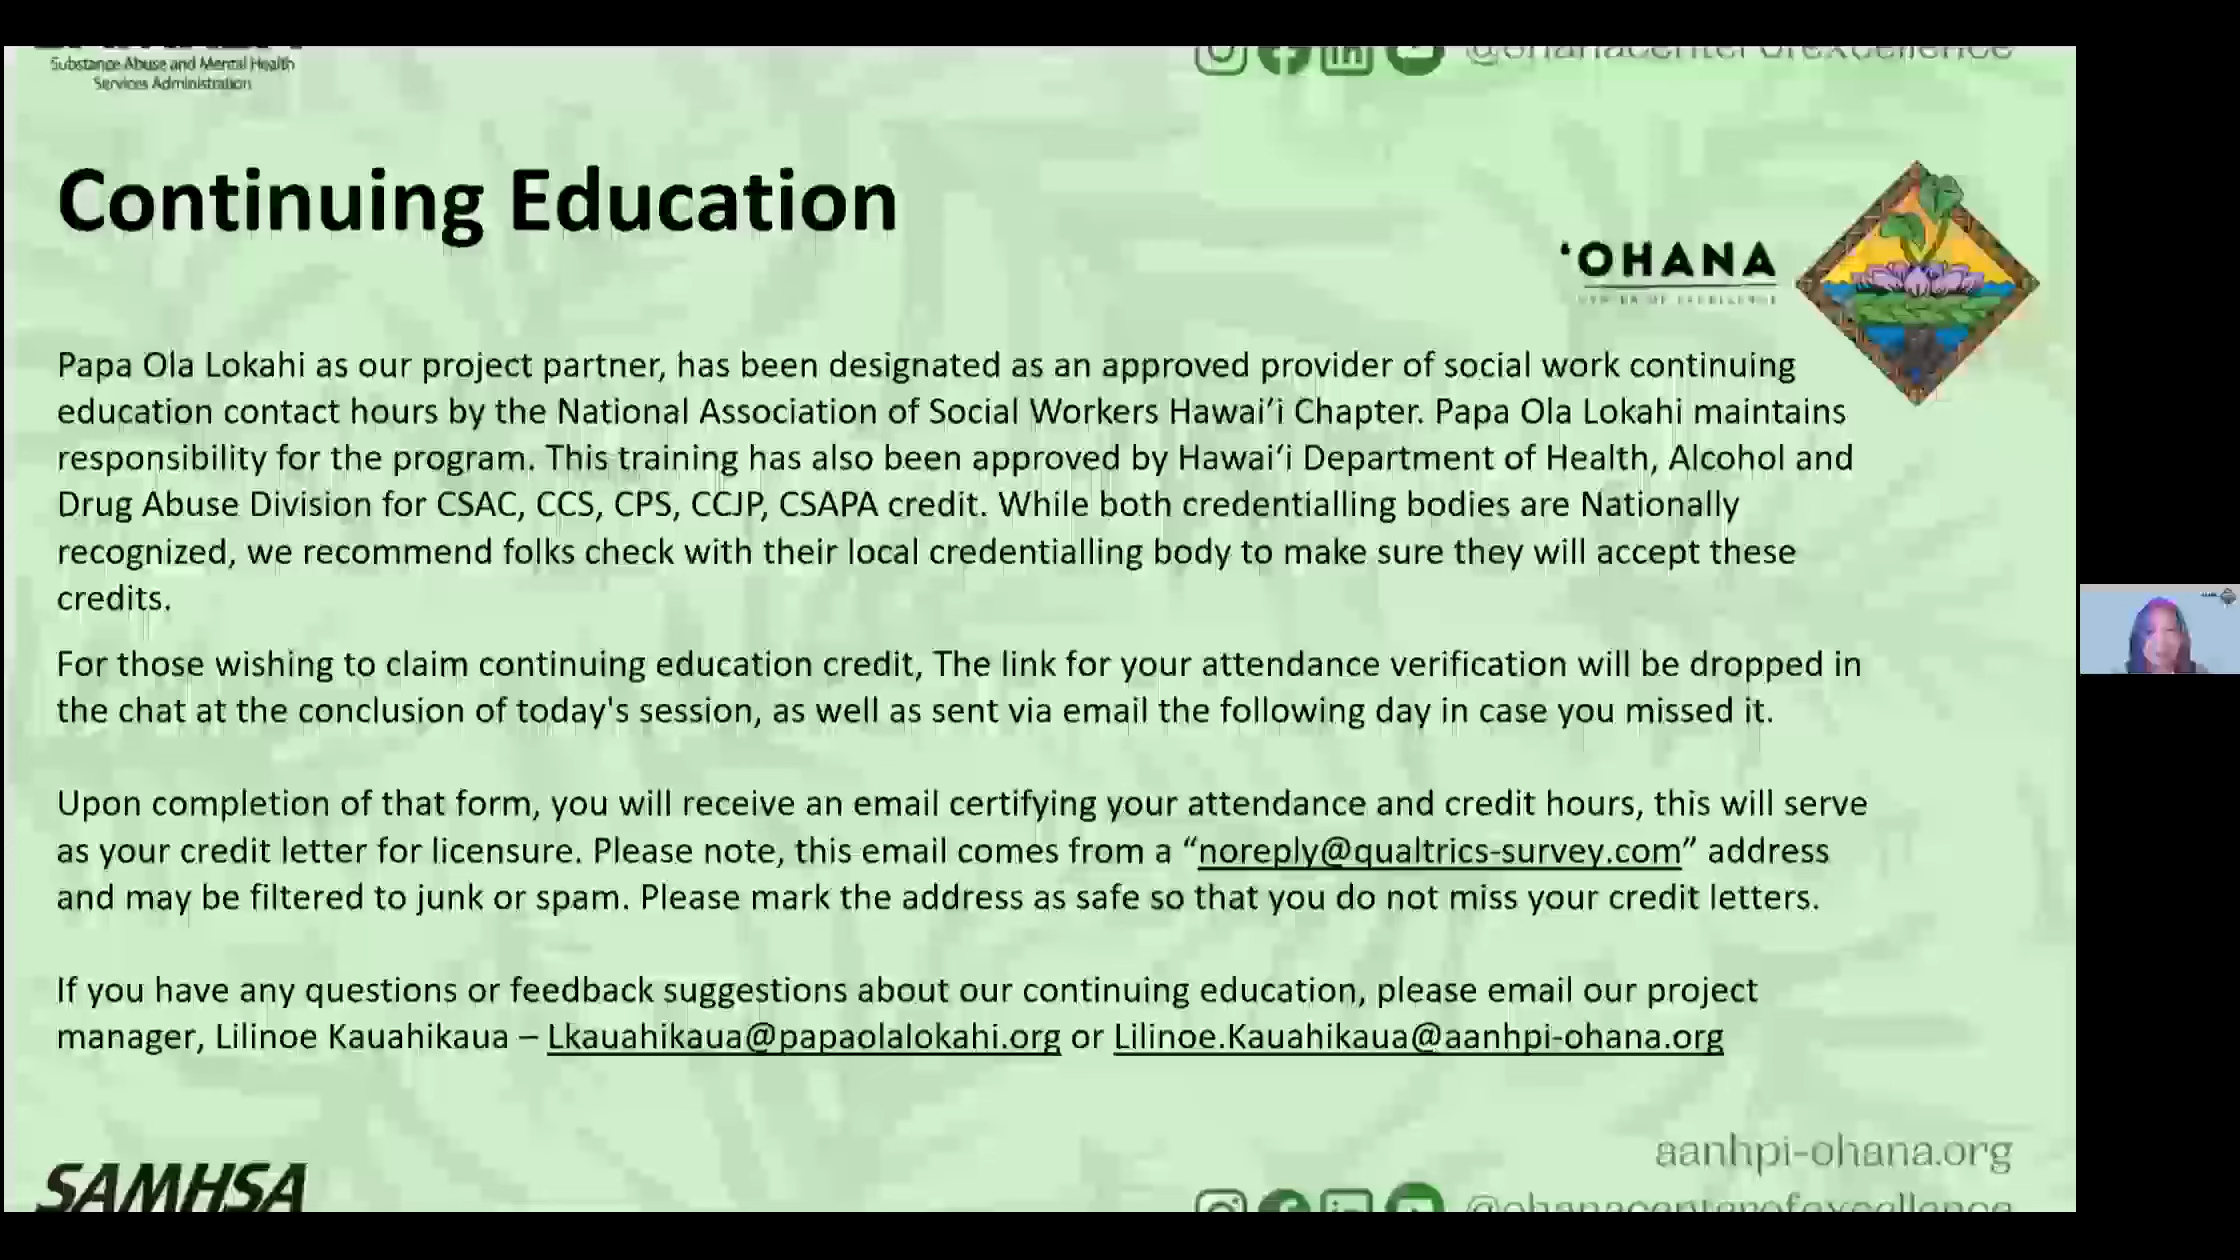 Substance Abuse and Mental Health
Services Administration
@ohanacenterofexcellence
Continuing Education
ʻOHANA
CENTER OF EXCELLENCE
Papa Ola Lokahi as our project partner, has been designated as an approved provider of social work continuing
education contact hours by the National Association of Social Workers Hawaiʻi Chapter. Papa Ola Lokahi maintains
responsibility for the program. This training has also been approved by Hawaiʻi Department of Health, Alcohol and
Drug Abuse Division for CSAC, CCS, CPS, CCJP, CSAPA credit. While both credentialling bodies are Nationally
recognized, we recommend folks check with their local credentialling body to make sure they will accept these
credits.
For those wishing to claim continuing education credit, The link for your attendance verification will be dropped in
the chat at the conclusion of today's session, as well as sent via email the following day in case you missed it.
Upon completion of that form, you will receive an email certifying your attendance and credit hours, this will serve
as your credit letter for licensure. Please note, this email comes from a “noreply@qualtrics-survey.com” address
and may be filtered to junk or spam. Please mark the address as safe so that you do not miss your credit letters.
If you have any questions or feedback suggestions about our continuing education, please email our project
manager, Lilinoe Kauahikaua – Lkauahikaua@papaolalokahi.org or Lilinoe.Kauahikaua@aanhpi-ohana.org
aanhpi-ohana.org
SAMHSA
@ohanacenterofexcellence